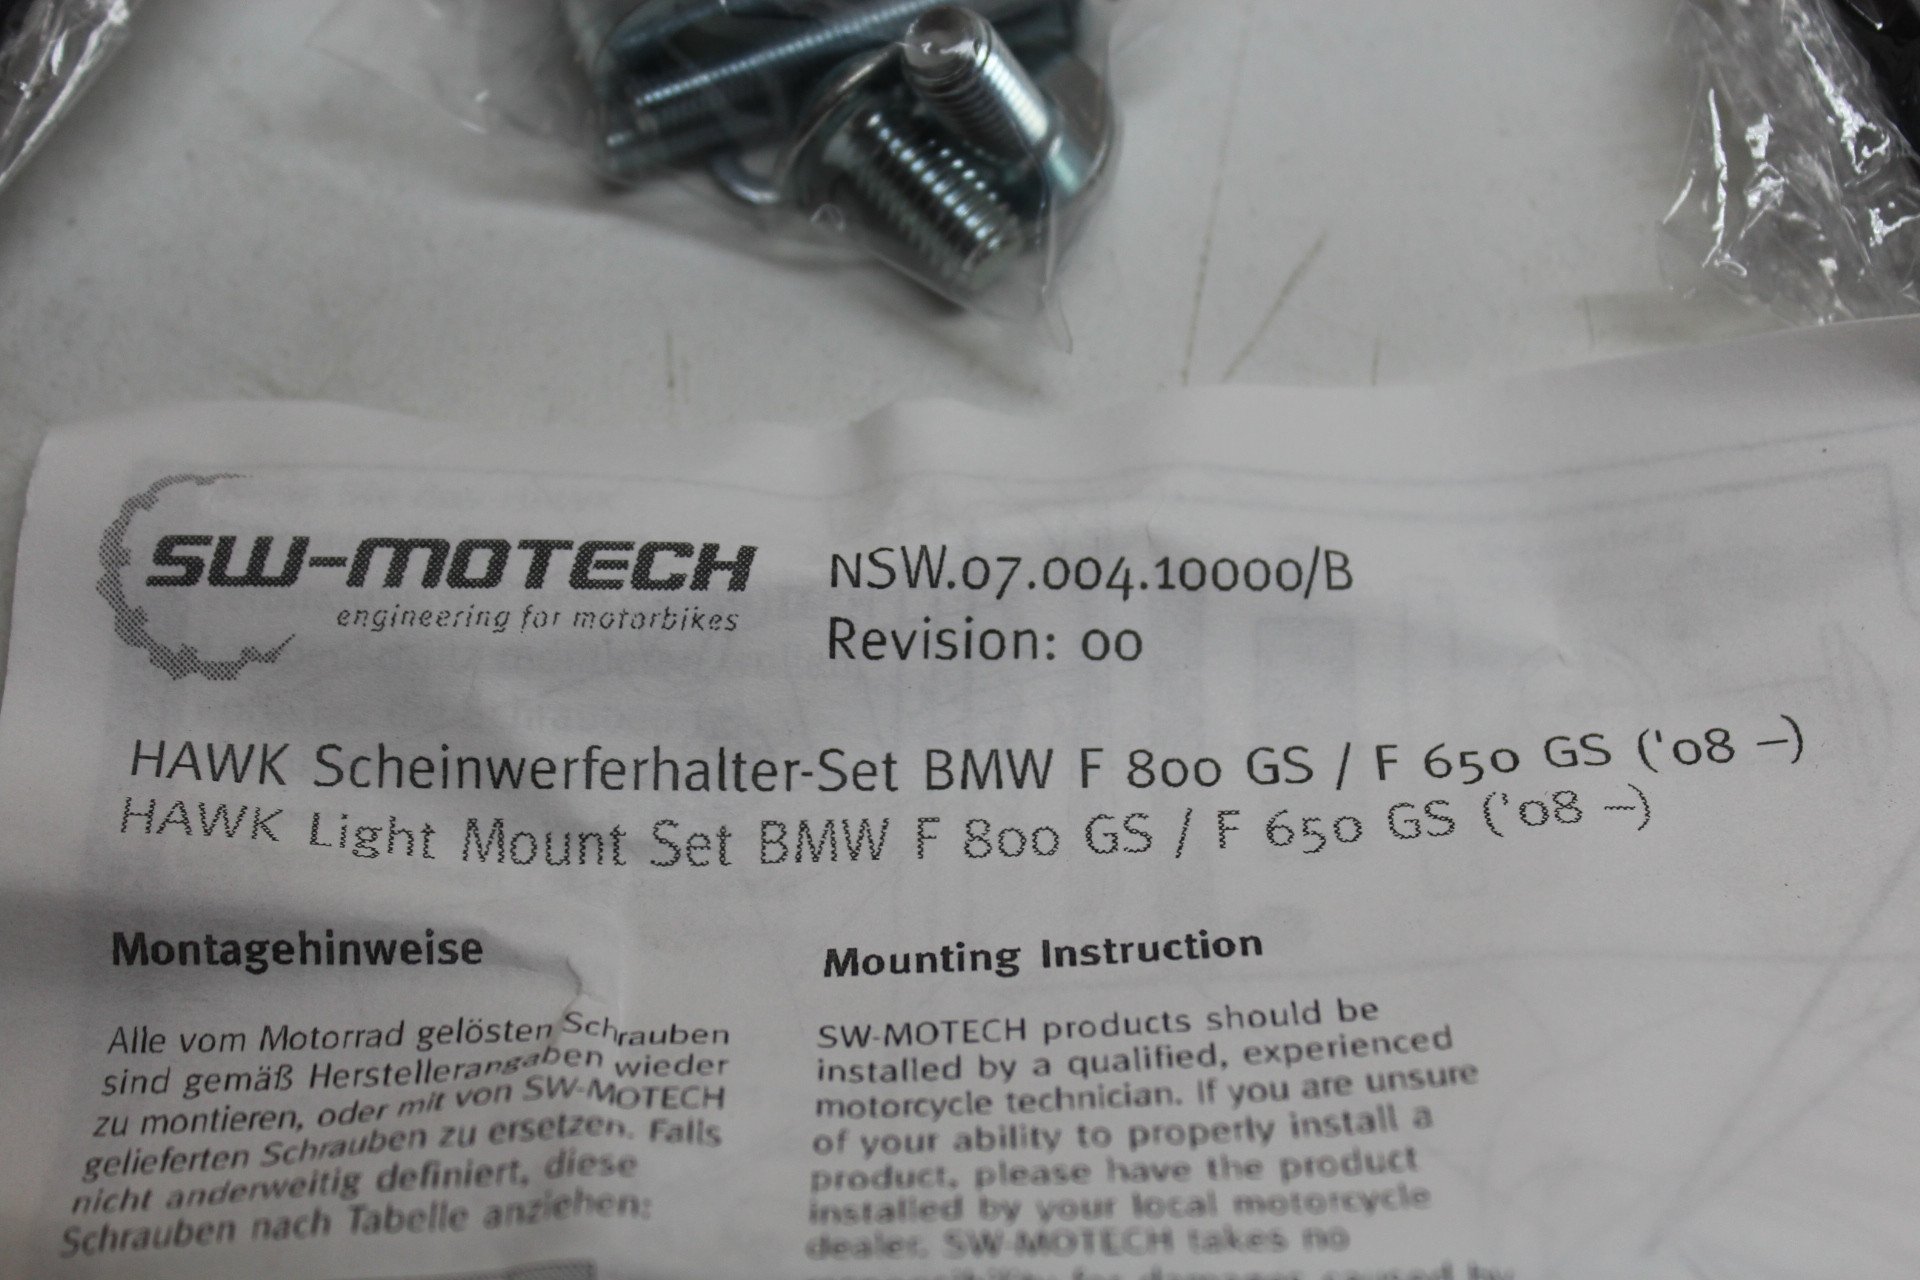 SW-MOTECH
engineering for motorbikes
NSW.07.004.10000/B
Revision: 00
HAWK Scheinwerferhalter-Set BMW F 800 GS / F 650 GS ('08 –)
HAWK Light Mount Set BMW F 800 GS / F 650 GS ('08 –)
Montagehinweise
Alle vom Motorrad gelösten Schrauben
sind gemäß Herstellerangaben wieder
zu montieren, oder mit von SW-MOTECH
gelieferten Schrauben zu ersetzen. Falls
nicht anderweitig definiert, diese
Schrauben nach Tabelle anziehen:
Mounting Instruction
SW-MOTECH products should be
installed by a qualified, experienced
motorcycle technician. If you are unsure
of your ability to properly install a
product, please have the product
installed by your local motorcycle
dealer. SW-MOTECH takes no